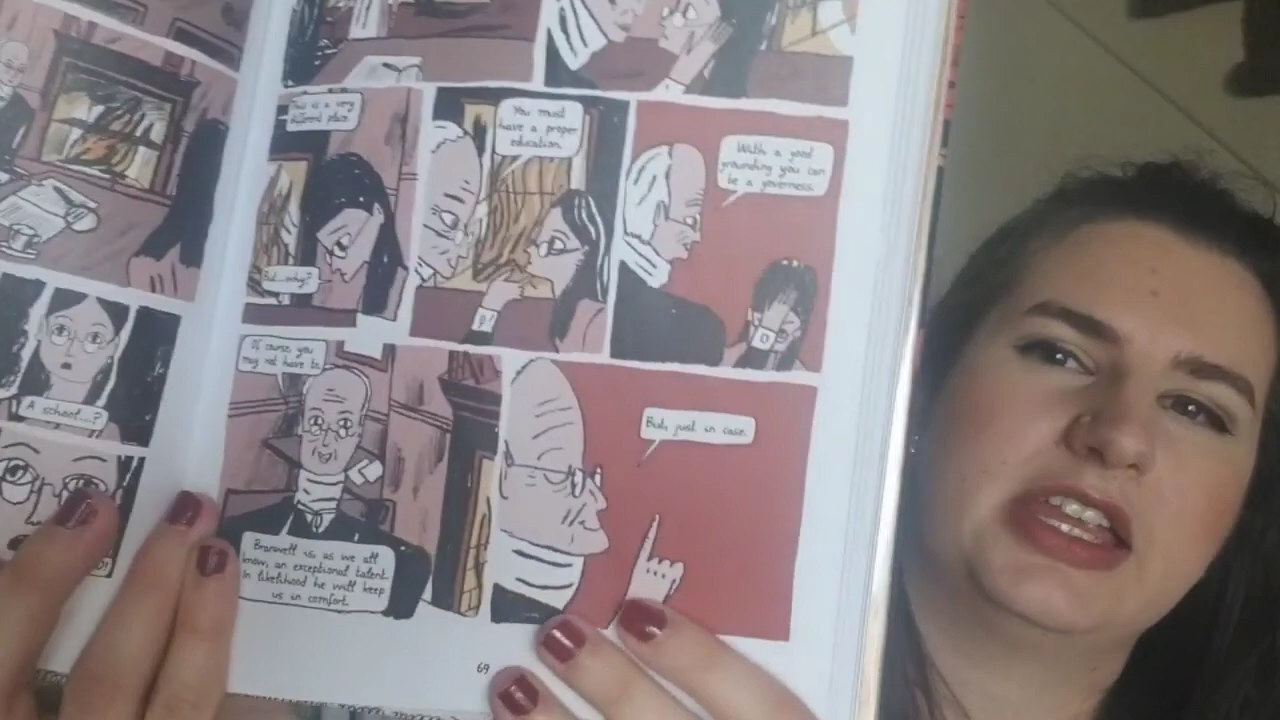 A school...?
This is a very
different place.
But...why?
You must
have a proper
education.
With a good
grounding you can
be a governess.
Of course, you
may not have to.
Branwell is, as we all
know, an exceptional talent.
In likelihood he will keep
us in comfort.
But, just in case.
69